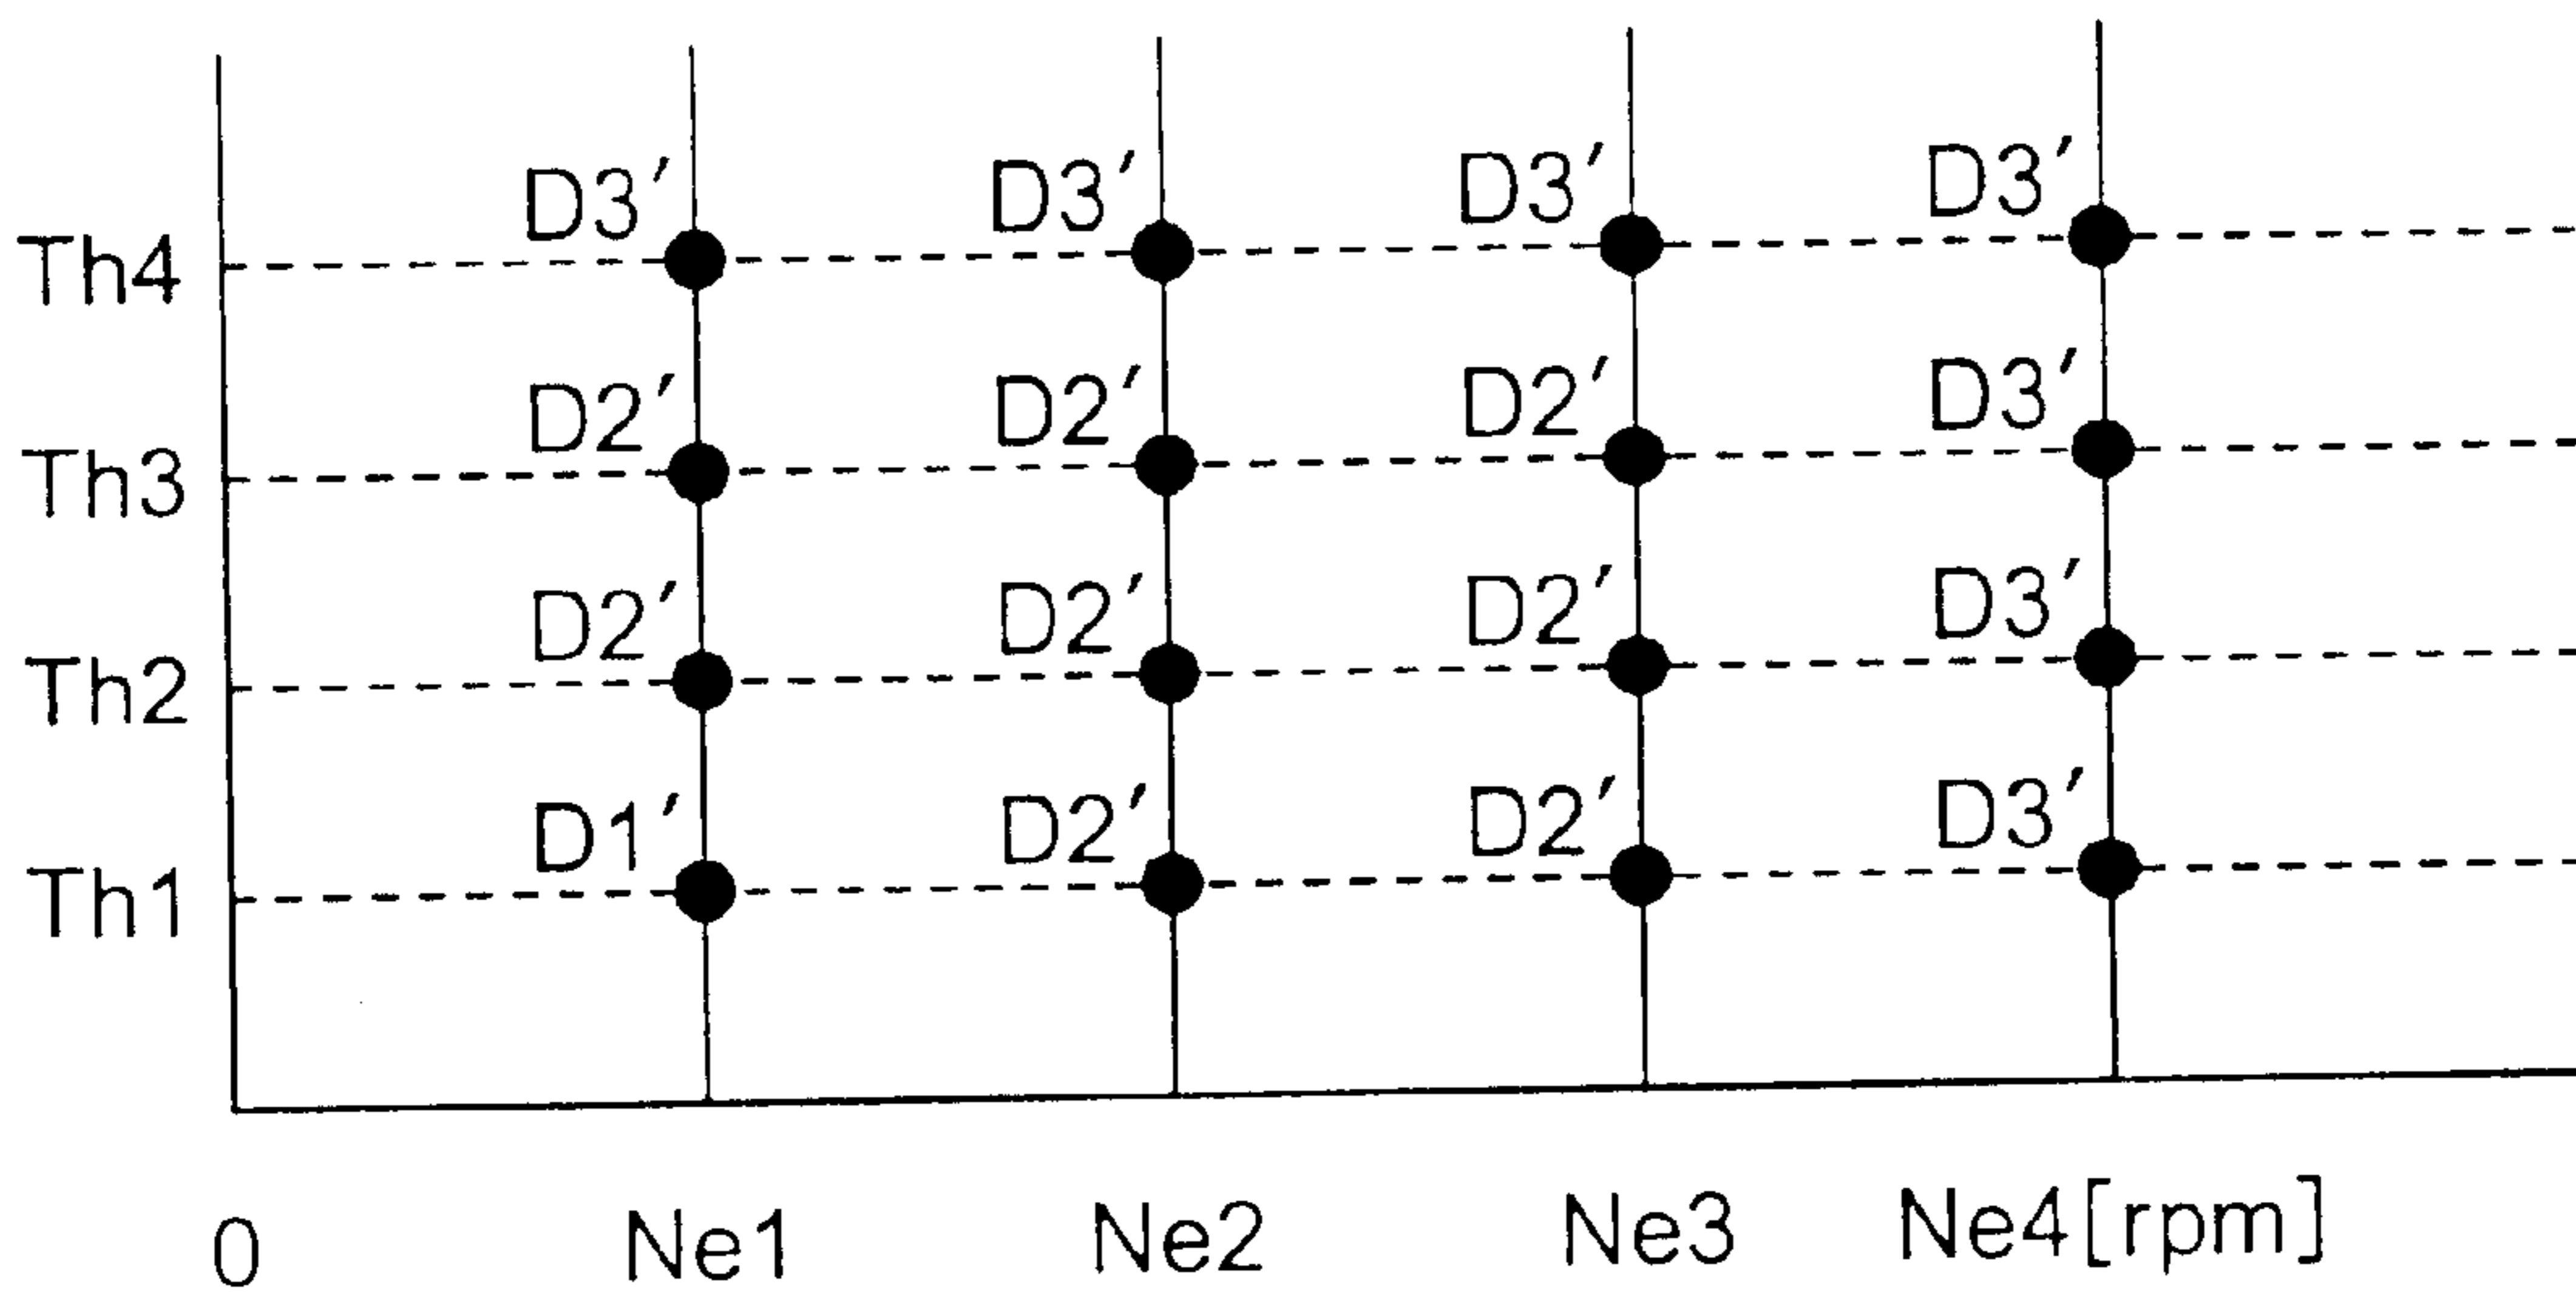 D3′ D3′ D3′ D3′
Th4
D2′ D2′ D2′ D3′
Th3
D2′ D2′ D2′ D3′
Th2
D1′ D2′ D2′ D3′
Th1
0 Ne1 Ne2 Ne3 Ne4[rpm]